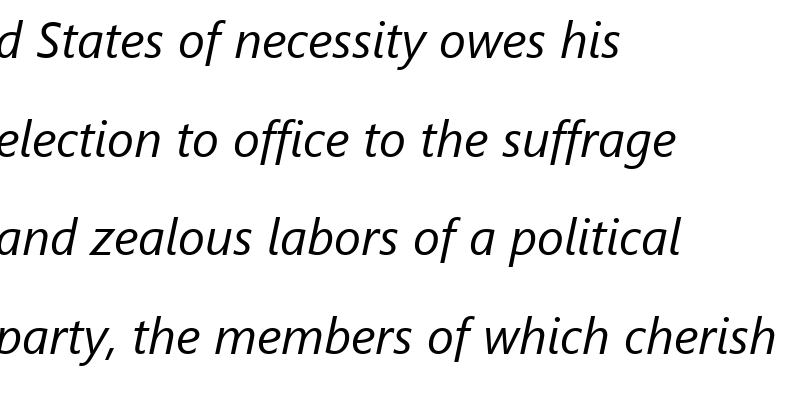 d States of necessity owes his
election to office to the suffrage
and zealous labors of a political
party, the members of which cherish